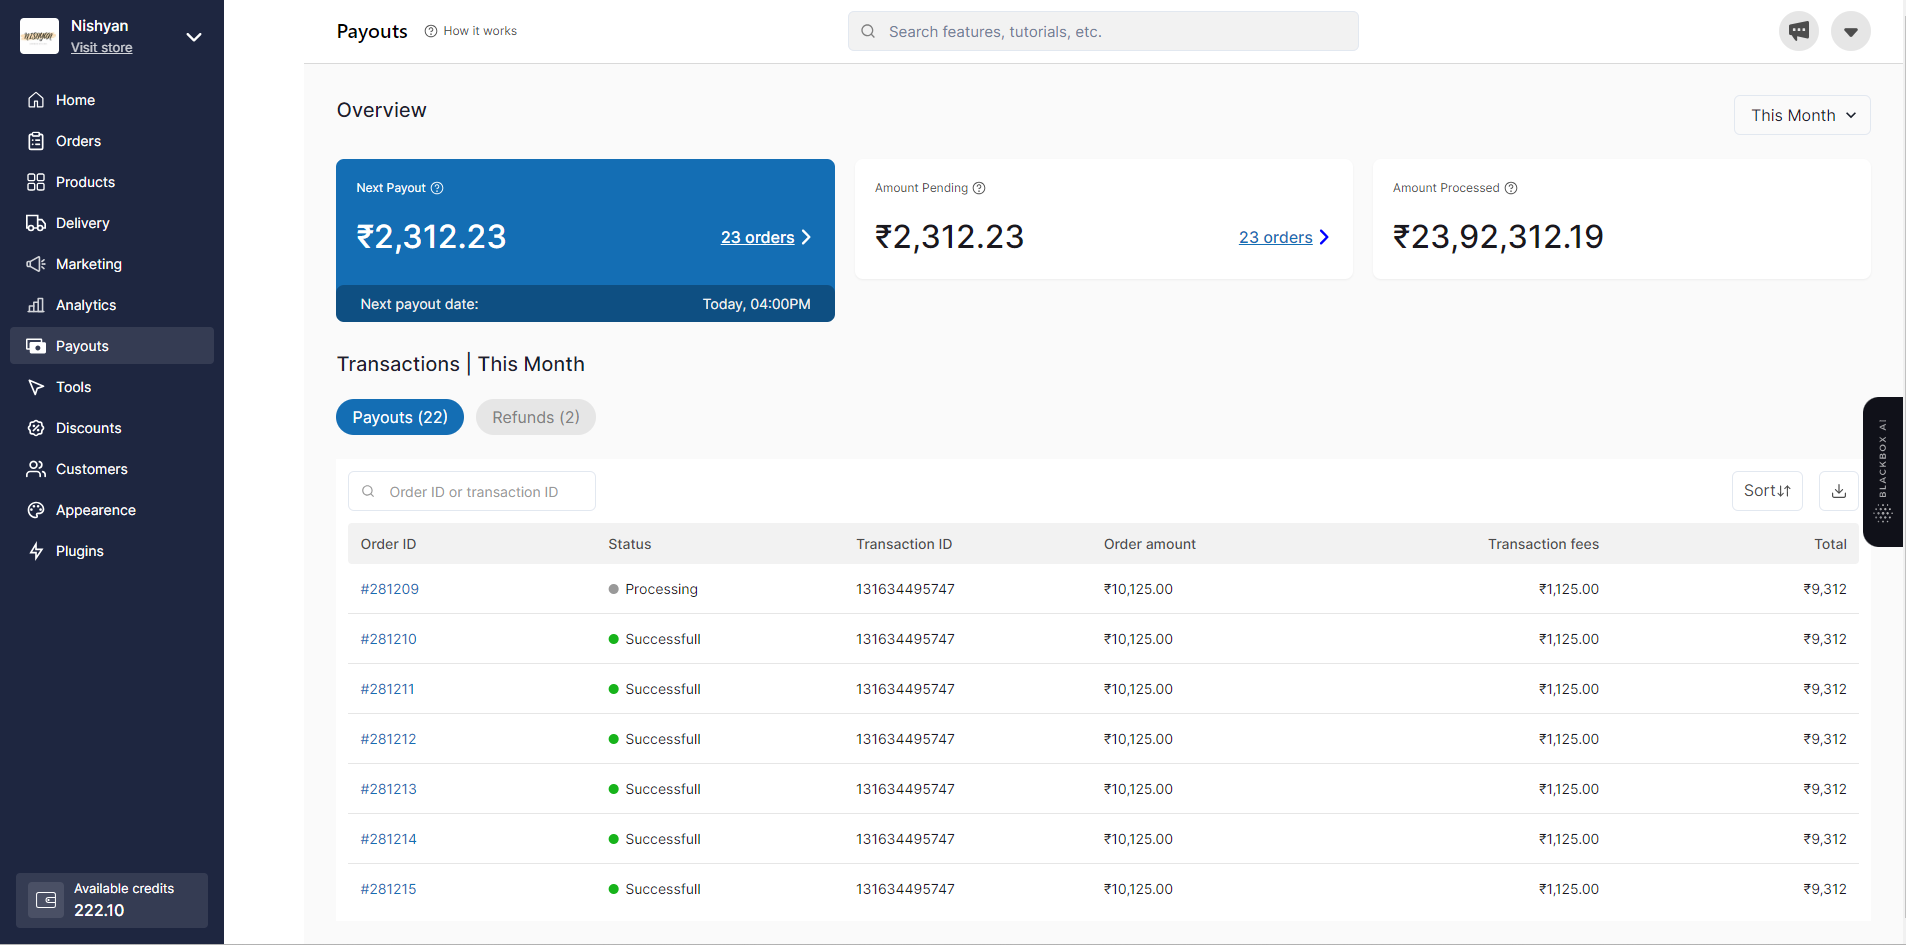 NISHYAN
Nishyan
Visit store
Home
Orders
Products
Delivery
Marketing
Analytics
Payouts
Tools
Discounts
Customers
Appearence
Plugins
Available credits
222.10
Payouts How it works
Search features, tutorials, etc.
Overview
This Month
Next Payout
₹2,312.23
23 orders
Next payout date: Today, 04:00PM
Amount Pending
₹2,312.23
23 orders
Amount Processed
₹23,92,312.19
Transactions | This Month
Payouts (22) Refunds (2)
Order ID or transaction ID
Sort
Order ID Status Transaction ID Order amount Transaction fees Total
#281209 Processing 131634495747 ₹10,125.00 ₹1,125.00 ₹9,312
#281210 Successfull 131634495747 ₹10,125.00 ₹1,125.00 ₹9,312
#281211 Successfull 131634495747 ₹10,125.00 ₹1,125.00 ₹9,312
#281212 Successfull 131634495747 ₹10,125.00 ₹1,125.00 ₹9,312
#281213 Successfull 131634495747 ₹10,125.00 ₹1,125.00 ₹9,312
#281214 Successfull 131634495747 ₹10,125.00 ₹1,125.00 ₹9,312
#281215 Successfull 131634495747 ₹10,125.00 ₹1,125.00 ₹9,312
BLACKBOX AI